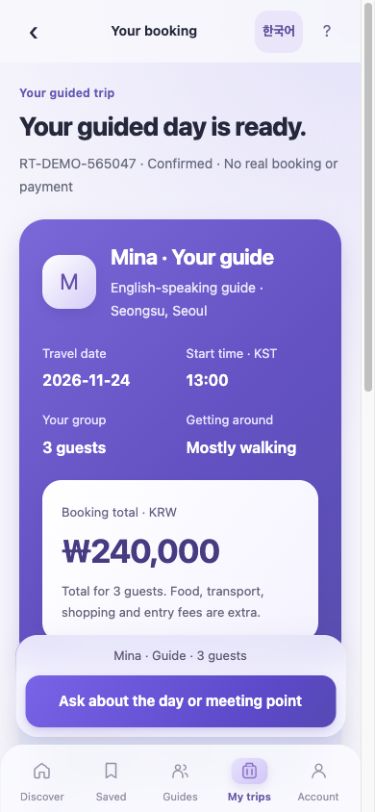 Your booking
한국어
?
Your guided trip
Your guided day is ready.
RT-DEMO-565047 · Confirmed · No real booking or
payment
M
Mina · Your guide
English-speaking guide ·
Seongsu, Seoul
Travel date
Start time · KST
2026-11-24
13:00
Your group
Getting around
3 guests
Mostly walking
Booking total · KRW
₩240,000
Total for 3 guests. Food, transport,
shopping and entry fees are extra.
Mina · Guide · 3 guests
Ask about the day or meeting point
Discover
Saved
Guides
My trips
Account